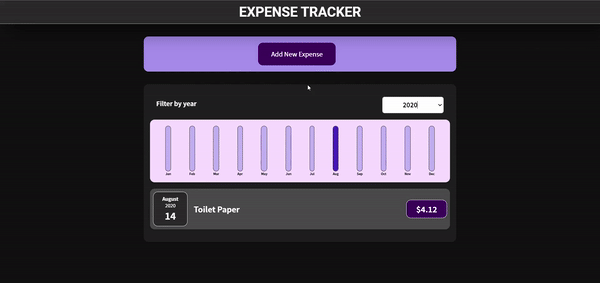 EXPENSE TRACKER
Add New Expense
Filter by year
2020
Jan Feb Mar Apr May Jun Jul Aug Sep Oct Nov Dec
August
2020
14
Toilet Paper
$4.12